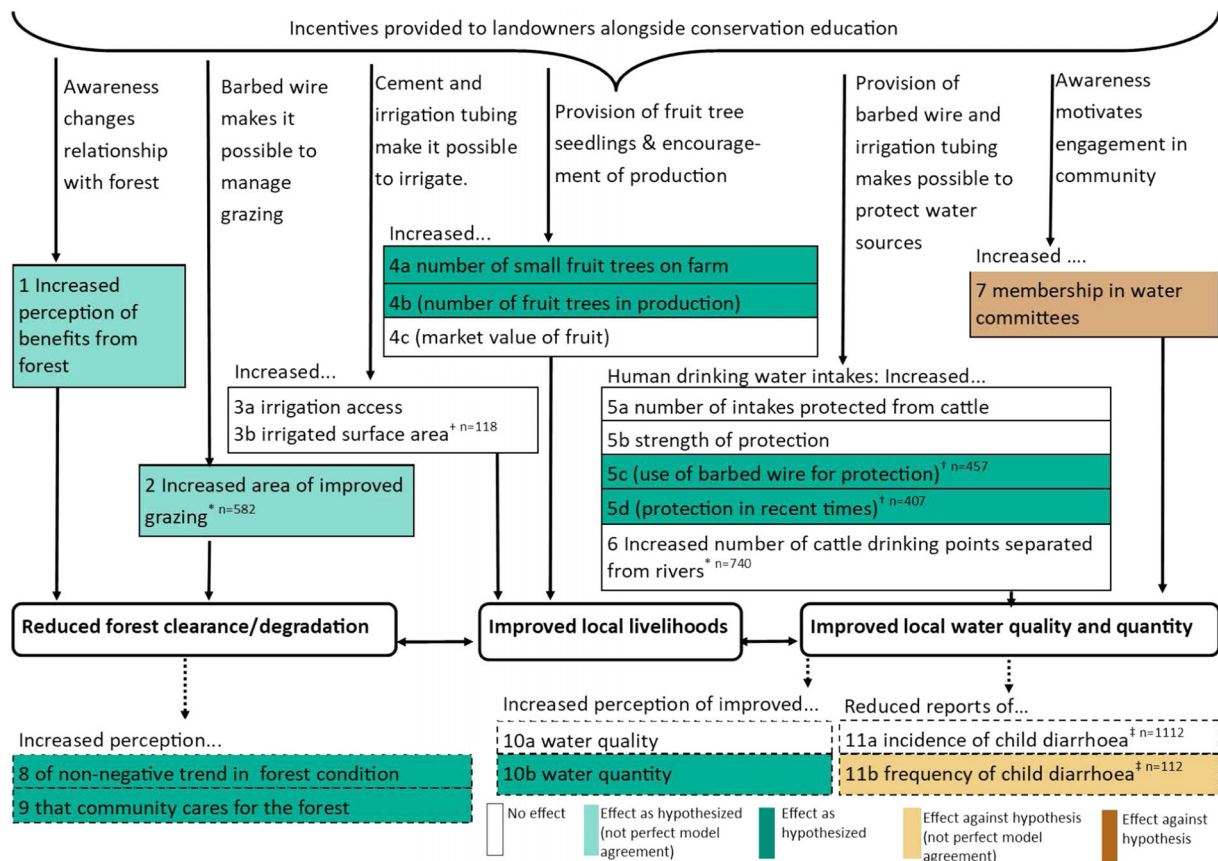 Incentives provided to landowners alongside conservation education
Awareness
changes
relationship
with forest
Barbed wire
makes it
possible to
manage
grazing
Cement and
irrigation tubing
make it possible
to irrigate.
Provision of fruit tree
seedlings & encourage-
ment of production
Provision of
barbed wire and
irrigation tubing
makes possible to
protect water
sources
Awareness
motivates
engagement in
community
1 Increased
perception of
benefits from
forest
Increased...
4a number of small fruit trees on farm
4b (number of fruit trees in production)
4c (market value of fruit)
Increased ....
7 membership in water
committees
Increased...
3a irrigation access
3b irrigated surface area⁺ n=118
Human drinking water intakes: Increased...
5a number of intakes protected from cattle
5b strength of protection
5c (use of barbed wire for protection)† n=457
5d (protection in recent times)† n=407
6 Increased number of cattle drinking points separated
from rivers* n=740
2 Increased area of improved
grazing* n=582
Reduced forest clearance/degradation
Improved local livelihoods
Improved local water quality and quantity
Increased perception...
8 of non-negative trend in forest condition
9 that community cares for the forest
Increased perception of improved...
10a water quality
10b water quantity
Reduced reports of...
11a incidence of child diarrhoea‡ n=1112
11b frequency of child diarrhoea‡ n=112
No effect
Effect as hypothesized
(not perfect model
agreement)
Effect as
hypothesized
Effect against hypothesis
(not perfect model
agreement)
Effect against
hypothesis